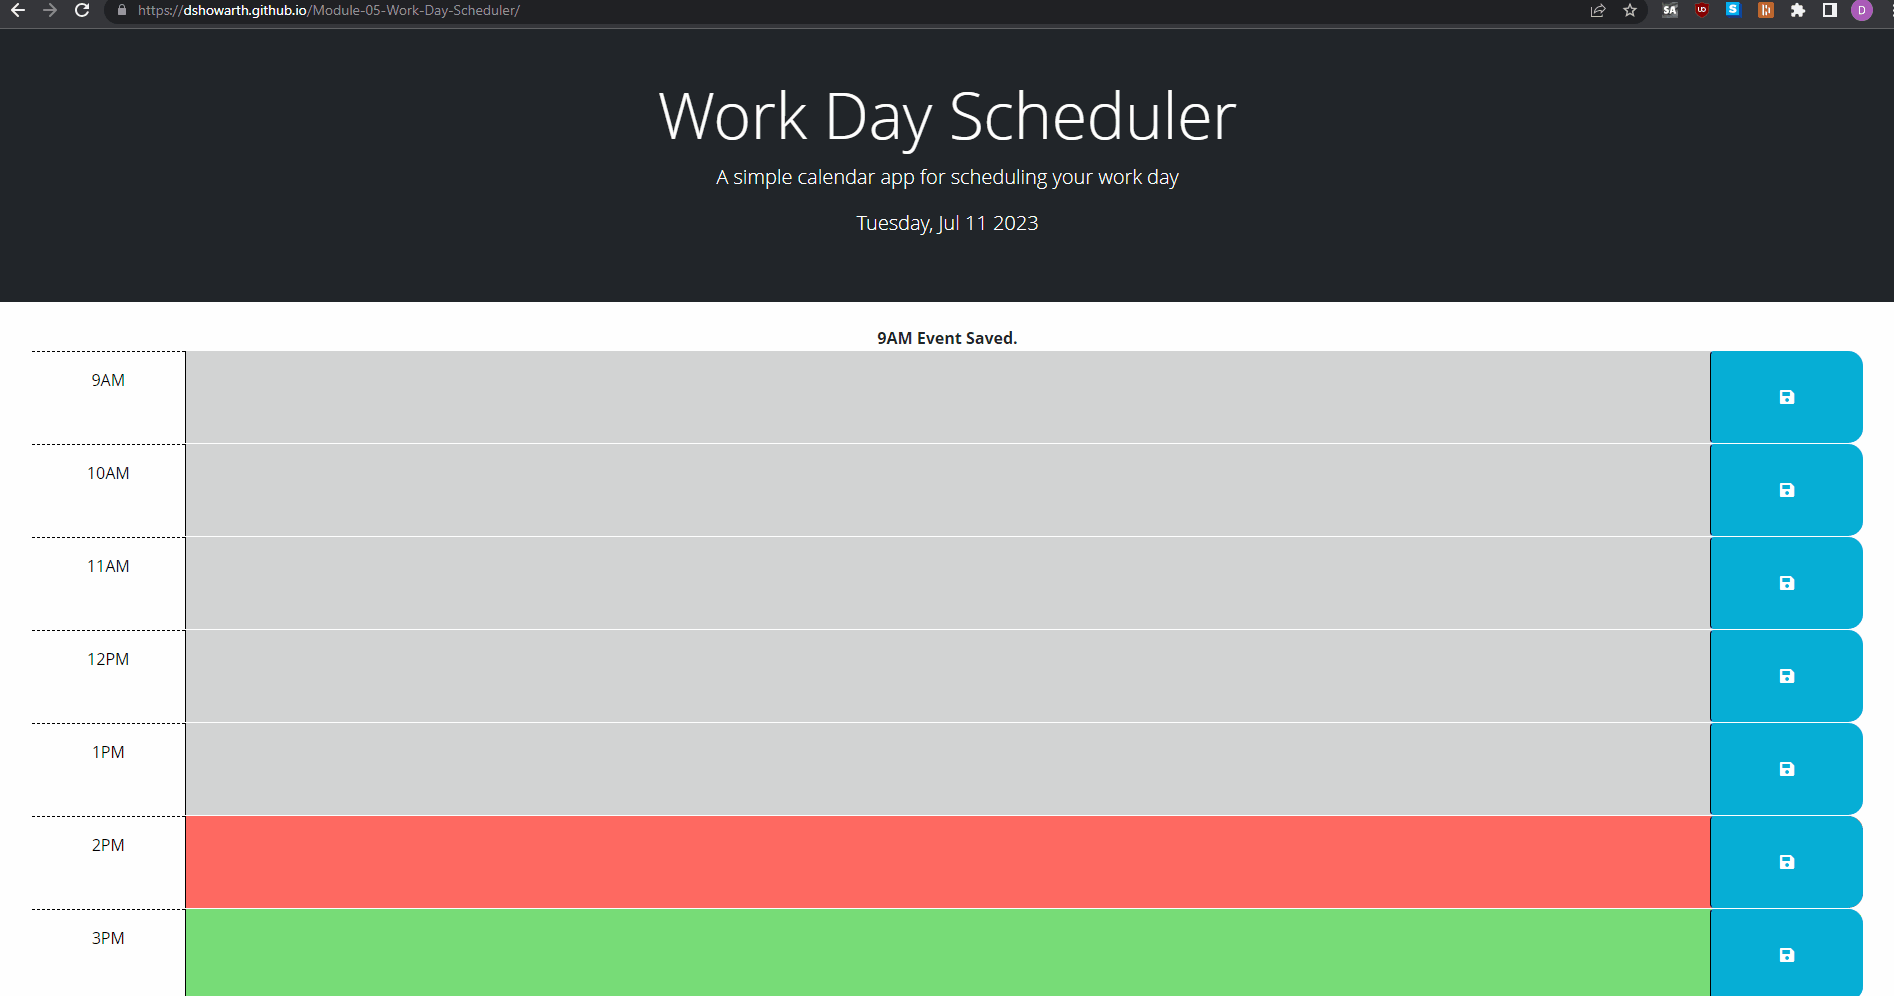 https://dshowarth.github.io/Module-05-Work-Day-Scheduler/
SA
UD
S
D
Work Day Scheduler
A simple calendar app for scheduling your work day
Tuesday, Jul 11 2023
9AM Event Saved.
9AM
10AM
11AM
12PM
1PM
2PM
3PM